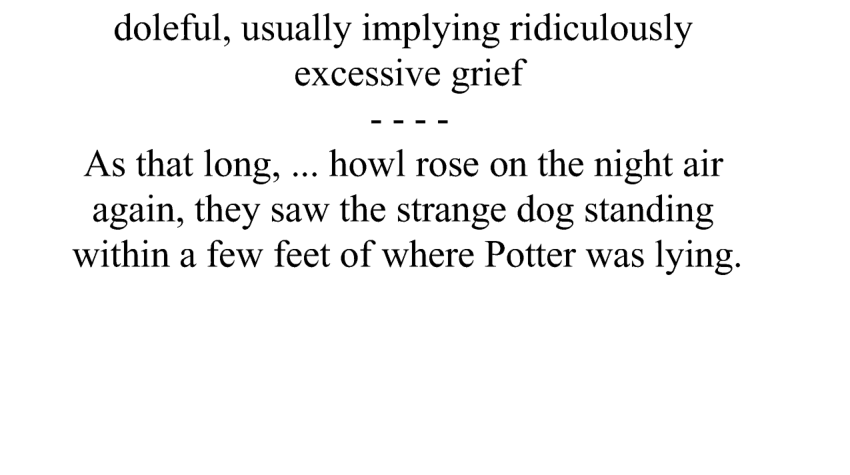 doleful, usually implying ridiculously
excessive grief
- - - -
As that long, ... howl rose on the night air
again, they saw the strange dog standing
within a few feet of where Potter was lying.